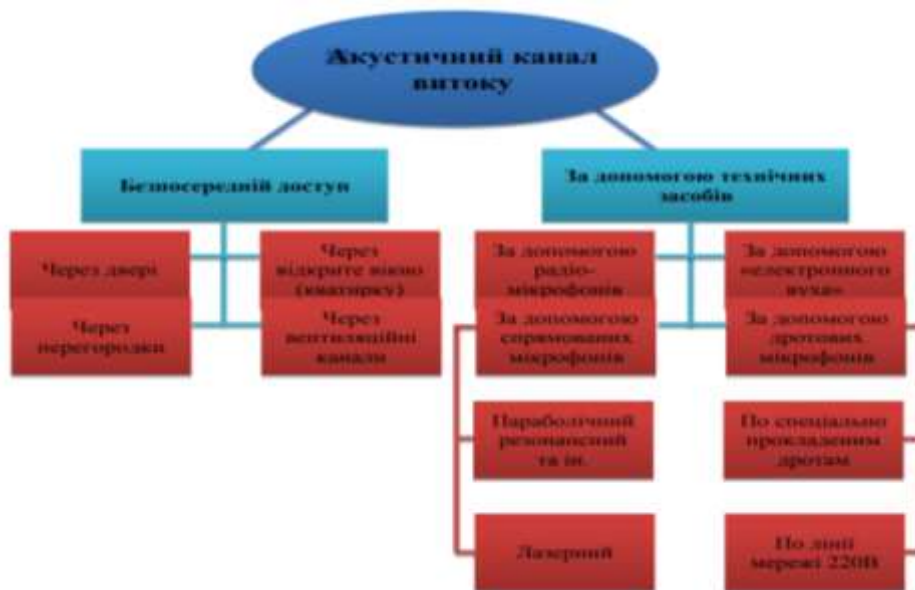 Акустичний канал
витоку
Безпосередній доступ
За допомогою технічних
засобів
Через двері
Через
відкрите вікно
(кватирку)
Через
перегородки
Через
вентиляційні
канали
За допомогою
радіо-
мікрофонів
За допомогою
«електронного
вуха»
За допомогою
спрямованих
мікрофонів
За допомогою
дротових
мікрофонів
Параболічний
резонансний
та ін.
По спеціально
прокладеним
дротам
Лазерний
По лінії
мережі 220В